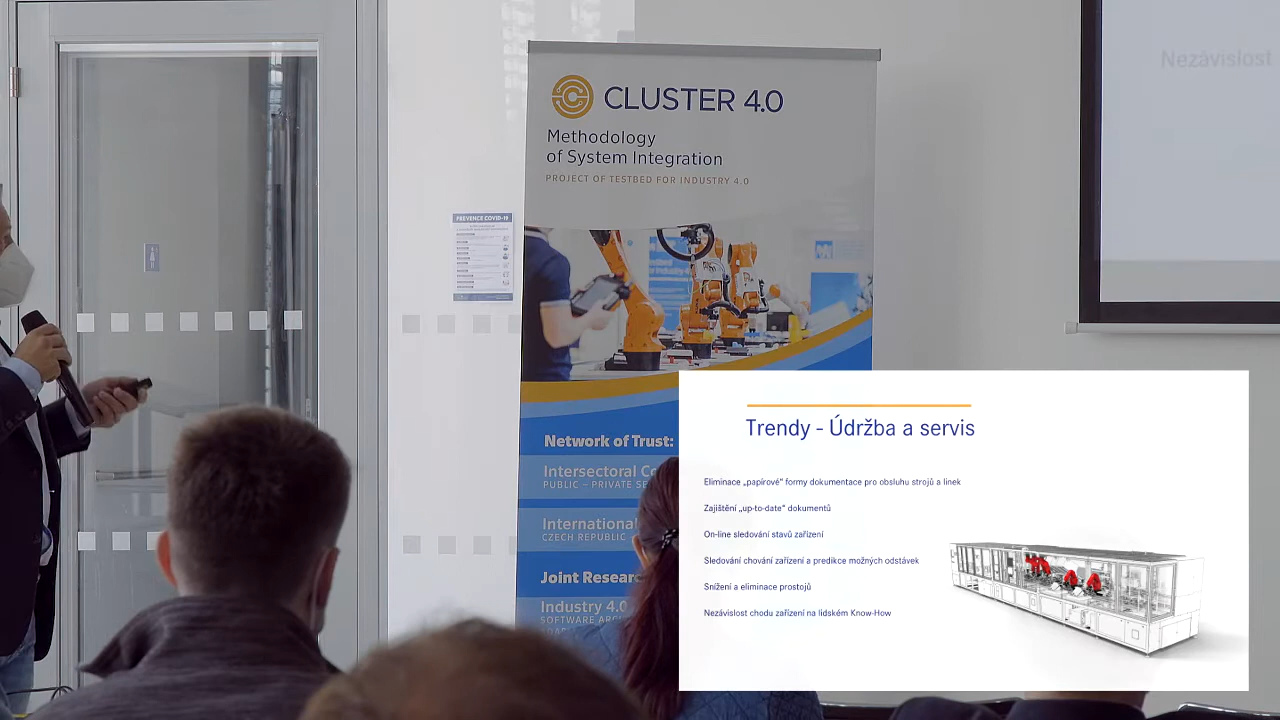 CLUSTER 4.0
Methodology
of System Integration
PROJECT OF TESTBED FOR INDUSTRY 4.0
Nezávislost
PREVENCE COVID-19
Network of Trust:
Intersectoral
PUBLIC – PRIVATE
International
CZECH REPUBLIC
Joint
Industry 4.0
SOFTWARE
Trendy - Údržba a servis
Eliminace „papírové“ formy dokumentace pro obsluhu strojů a linek
Zajištění „up-to-date“ dokumentů
On-line sledování stavů zařízení
Sledování chování zařízení a predikce možných odstávek
Snížení a eliminace prostojů
Nezávislost chodu zařízení na lidském Know-How